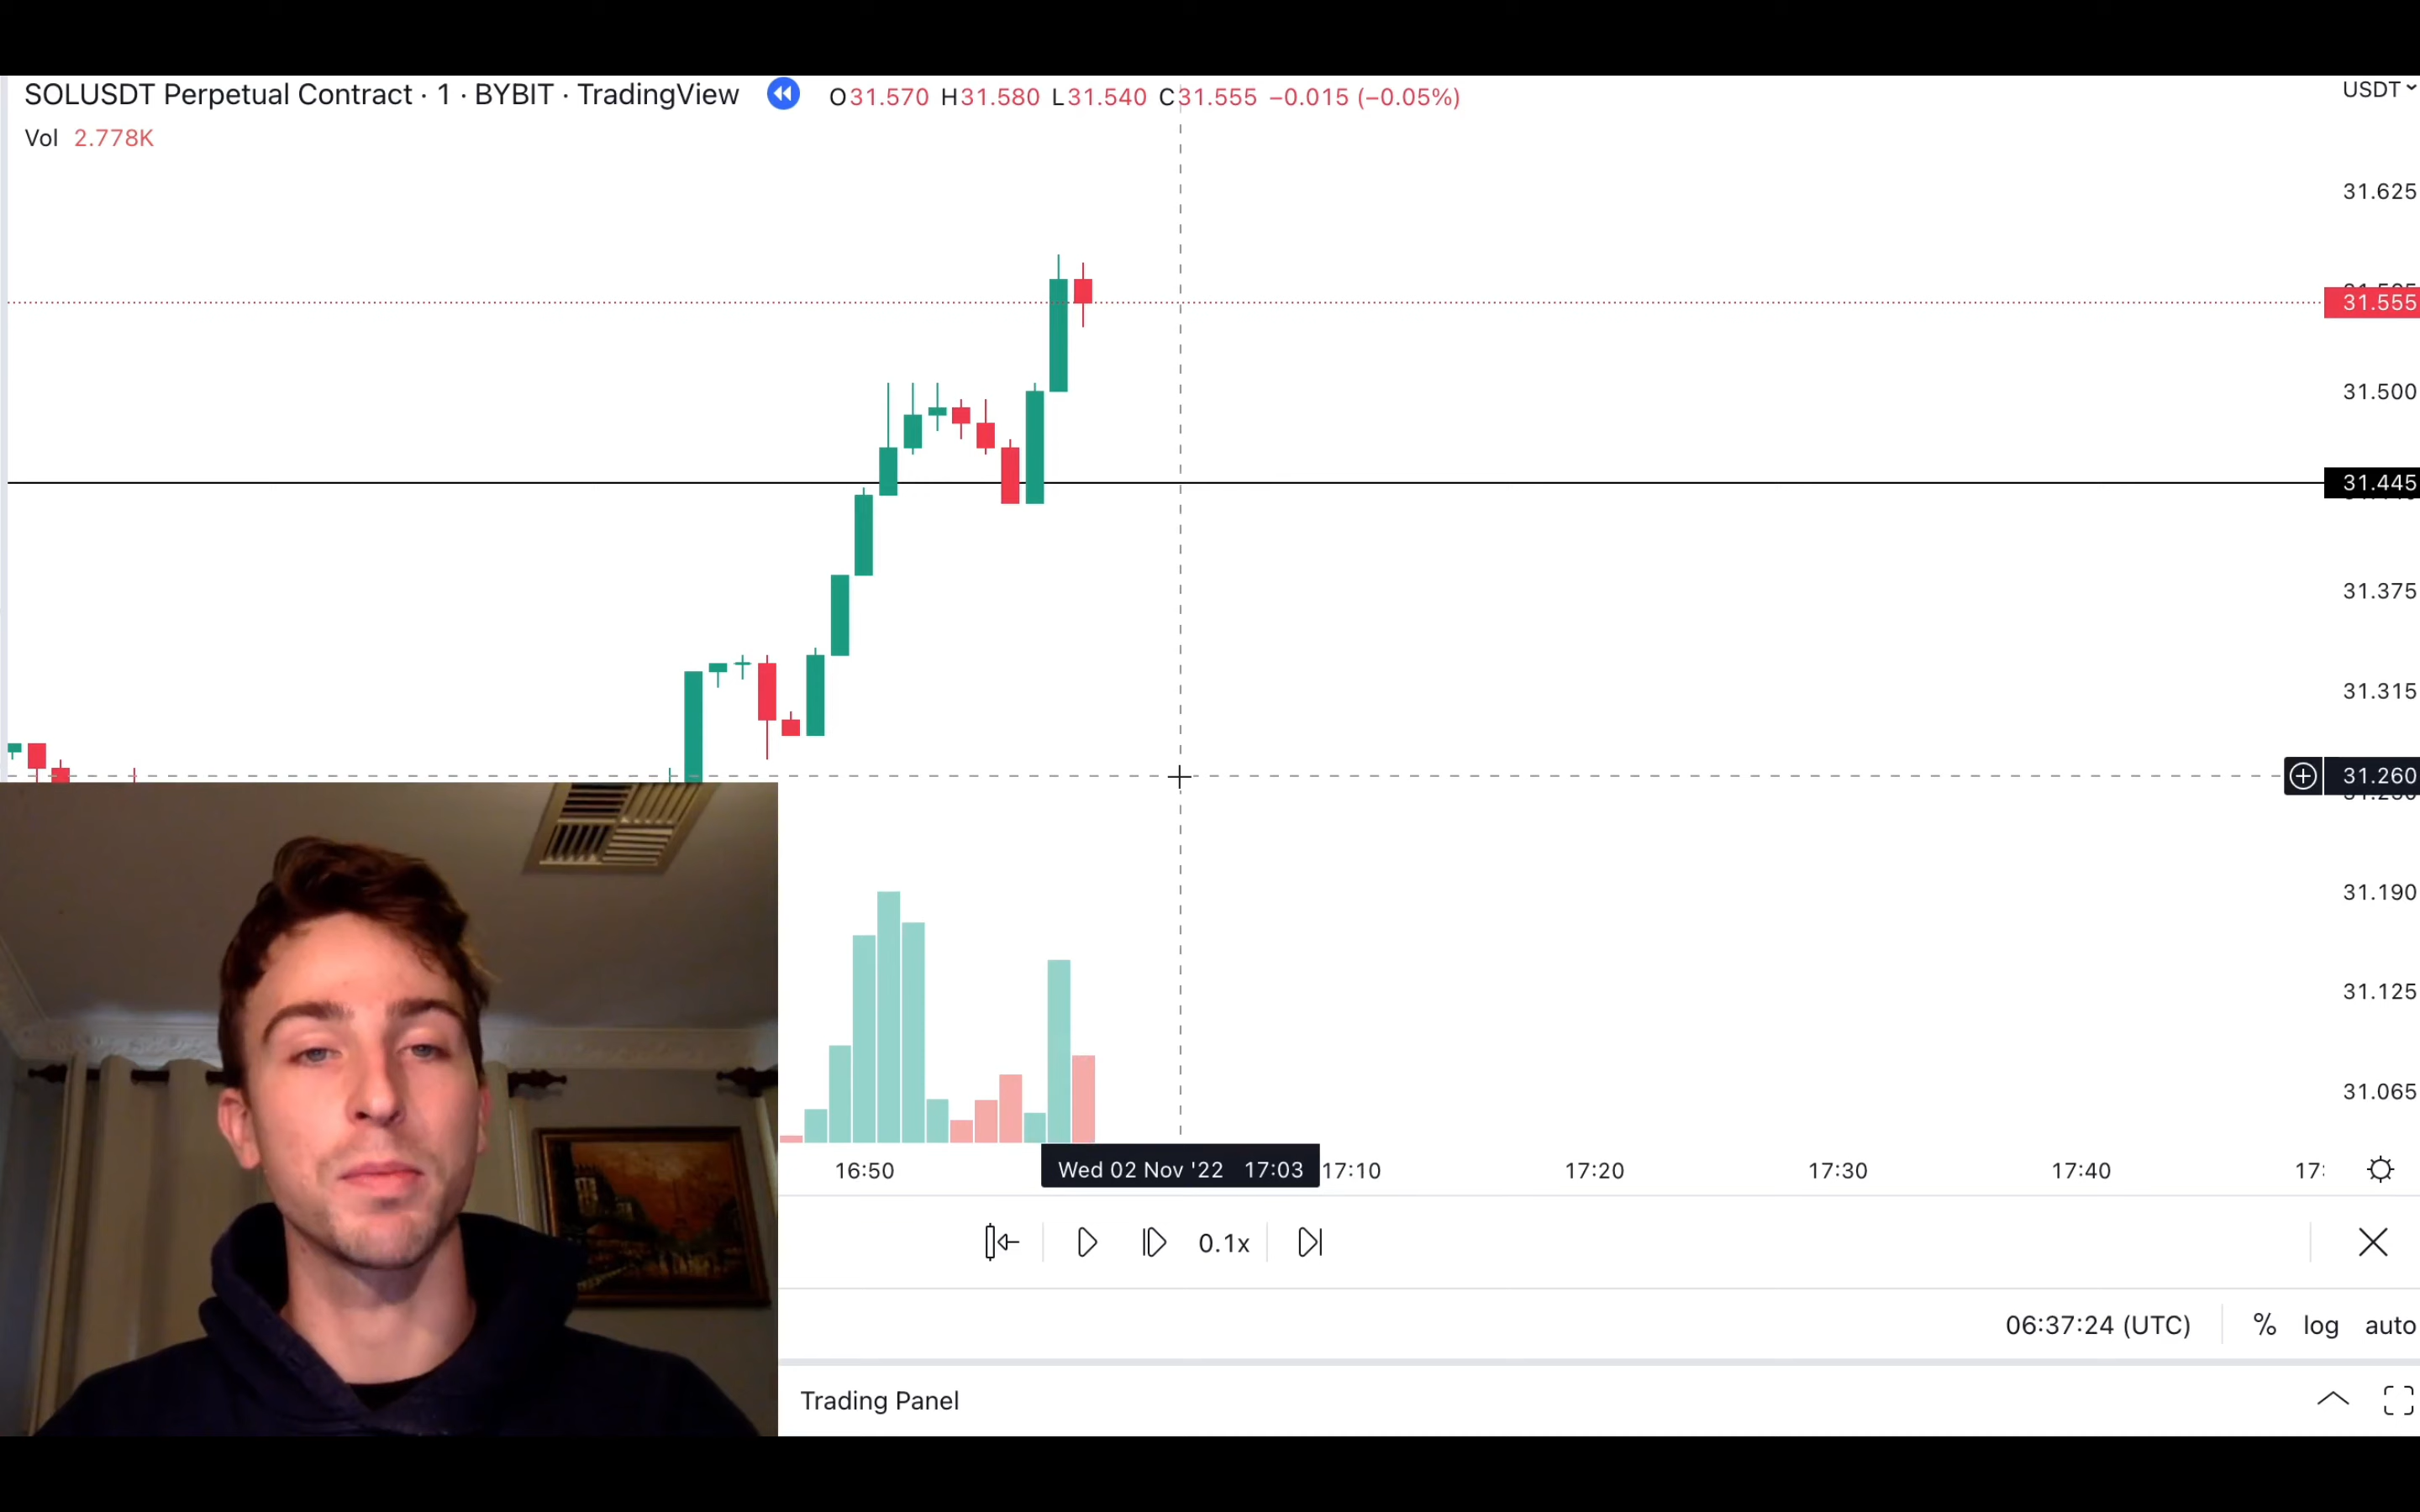 SOLUSDT Perpetual Contract · 1 · BYBIT · TradingView O31.570 H31.580 L31.540 C31.555 −0.015 (−0.05%) USDT
Vol 2.778K
31.625
31.555
31.500
31.445
31.375
31.315
31.260
31.190
31.125
31.065
16:50 Wed 02 Nov '22 17:03 17:10 17:20 17:30 17:40 17:
0.1x
06:37:24 (UTC) % log auto
Trading Panel